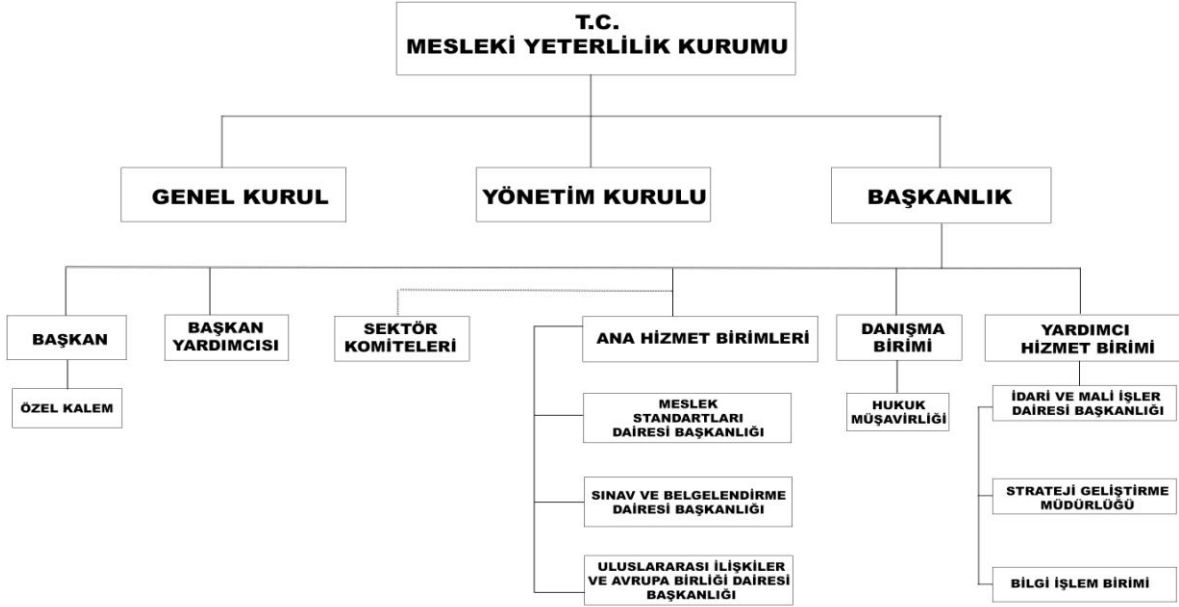 T.C.
MESLEKİ YETERLİLİK KURUMU
GENEL KURUL
YÖNETİM KURULU
BAŞKANLIK
BAŞKAN
BAŞKAN
YARDIMCISI
SEKTÖR
KOMİTELERİ
ANA HİZMET BİRİMLERİ
DANIŞMA
BİRİMİ
YARDIMCI
HİZMET BİRİMİ
ÖZEL KALEM
MESLEK
STANDARTLARI
DAİRESİ BAŞKANLIĞI
HUKUK
MÜŞAVİRLİĞİ
İDARİ VE MALİ İŞLER
DAİRESİ BAŞKANLIĞI
SINAV VE BELGELENDİRME
DAİRESİ BAŞKANLIĞI
STRATEJİ GELİŞTİRME
MÜDÜRLÜĞÜ
ULUSLARARASI İLİŞKİLER
VE AVRUPA BİRLİĞİ DAİRESİ
BAŞKANLIĞI
BİLGİ İŞLEM BİRİMİ